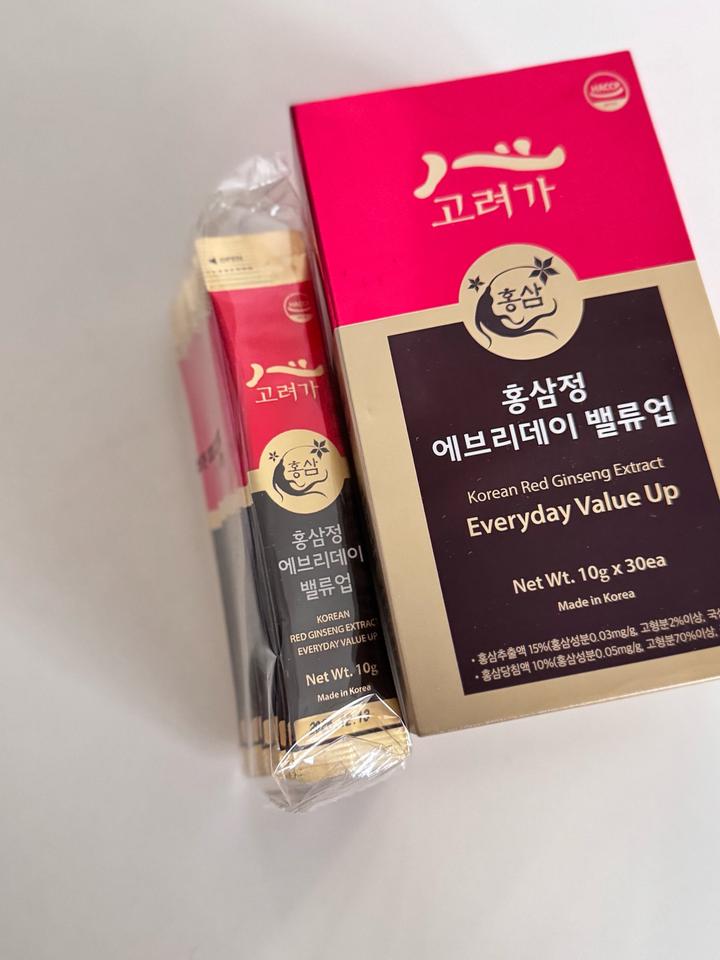 HACCP
고려가
홍삼
홍삼정
에브리데이 밸류업
Korean Red Ginseng Extract
Everyday Value Up
Net Wt. 10g x 30ea
Made in Korea
• 홍삼추출액 15%(홍삼성분0.03mg/g, 고형분2%이상,
• 홍삼당침액 10%(홍삼성분0.05mg/g, 고형분70%이상,
OPEN
HACCP
고려가
홍삼
홍삼정
에브리데이
밸류업
KOREAN
RED GINSENG EXTRACT
EVERYDAY VALUE UP
Net Wt. 10g
Made in Korea